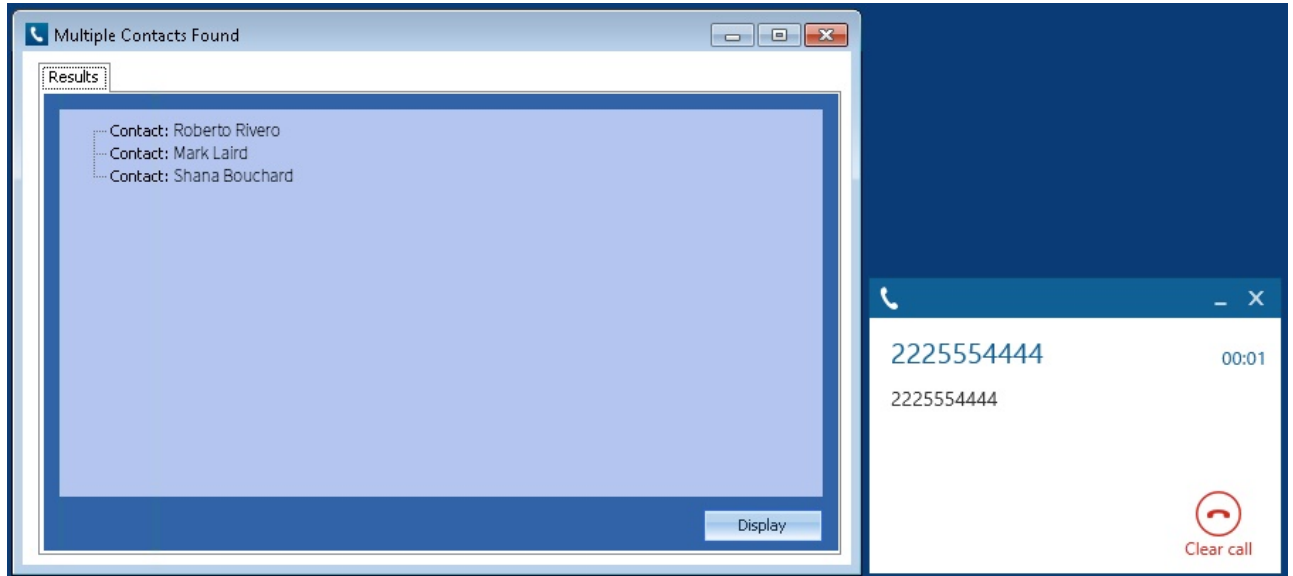 Multiple Contacts Found
Results
Contact: Roberto Rivero
Contact: Mark Laird
Contact: Shana Bouchard
Display
2225554444 00:01
2225554444
Clear call